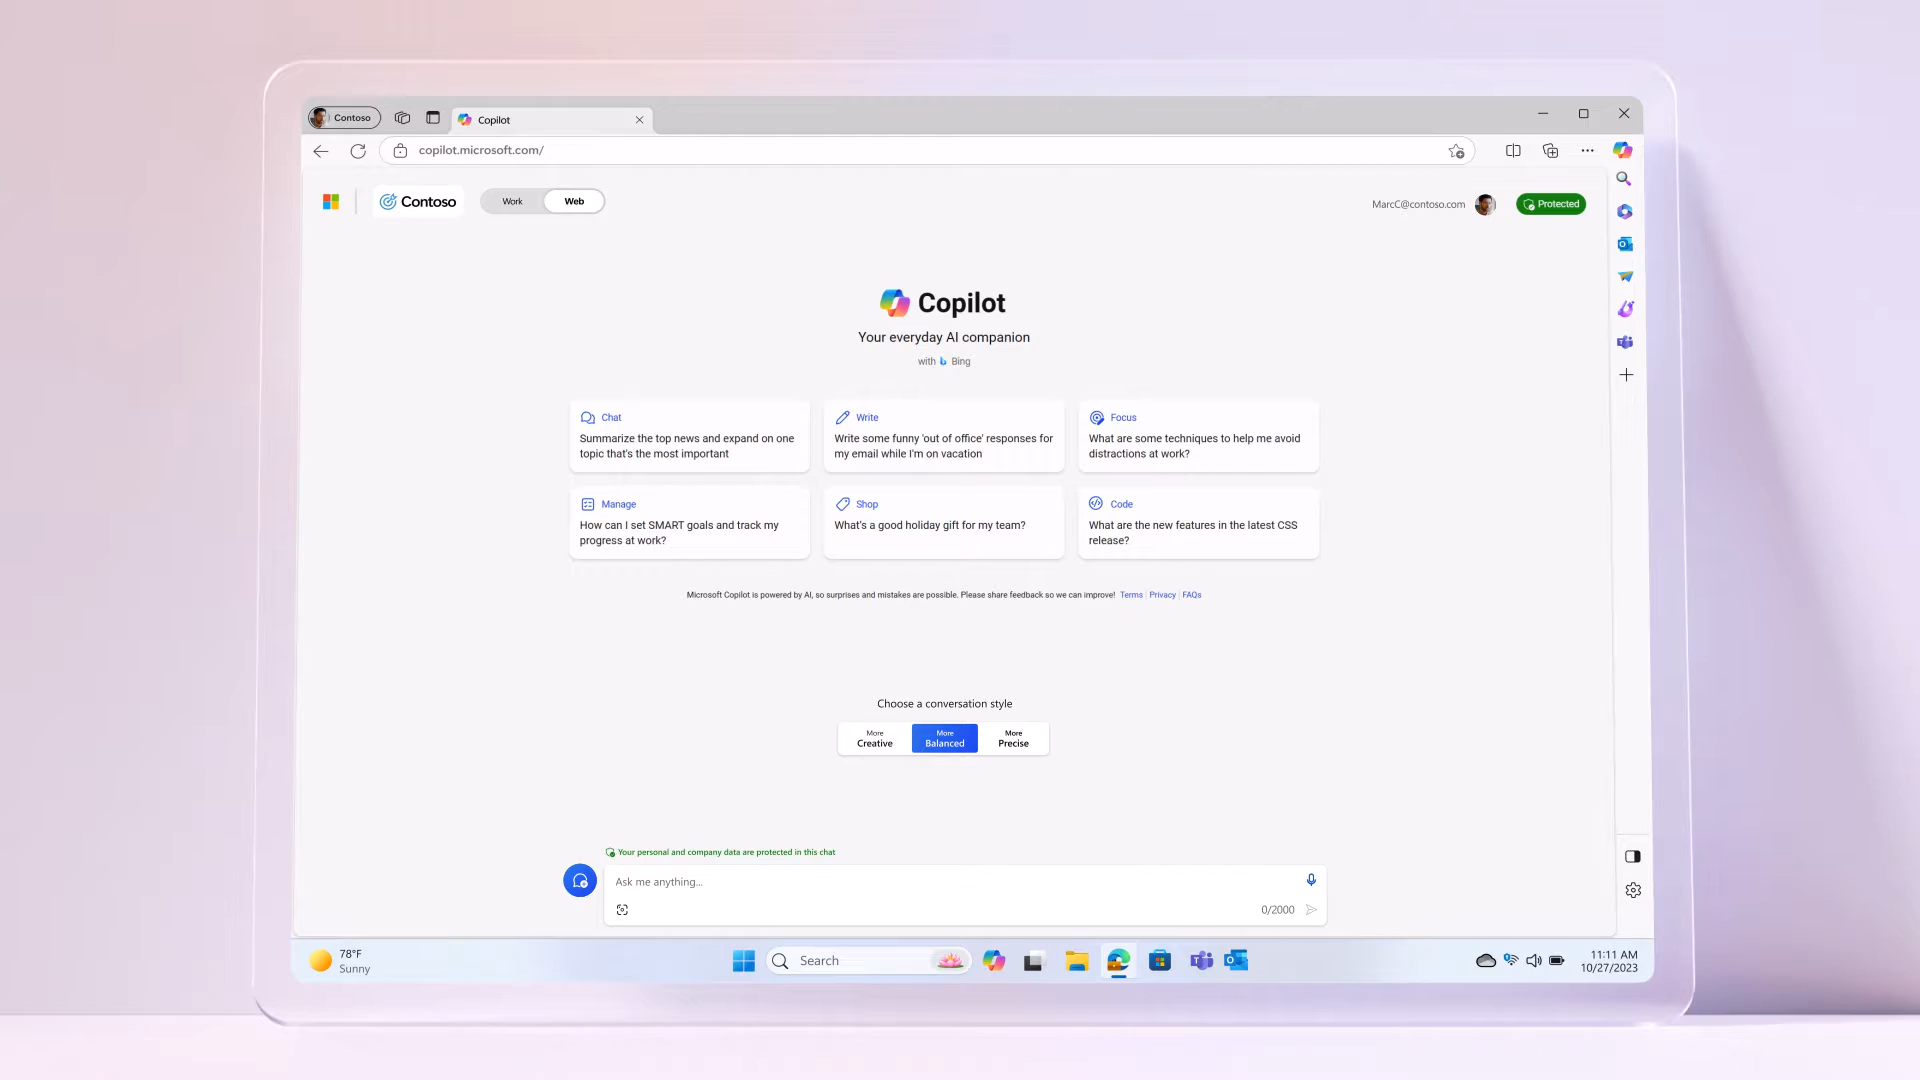 Contoso
Copilot
copilot.microsoft.com/
Contoso
Work
Web
MarcC@contoso.com
Protected
Copilot
Your everyday AI companion
with Bing
Chat
Summarize the top news and expand on one
topic that's the most important
Write
Write some funny 'out of office' responses for
my email while I'm on vacation
Focus
What are some techniques to help me avoid
distractions at work?
Manage
How can I set SMART goals and track my
progress at work?
Shop
What's a good holiday gift for my team?
Code
What are the new features in the latest CSS
release?
Microsoft Copilot is powered by AI, so surprises and mistakes are possible. Please share feedback so we can improve! Terms | Privacy | FAQs
Choose a conversation style
More
Creative
More
Balanced
More
Precise
Your personal and company data are protected in this chat
Ask me anything...
0/2000
78°F
Sunny
Search
11:11 AM
10/27/2023